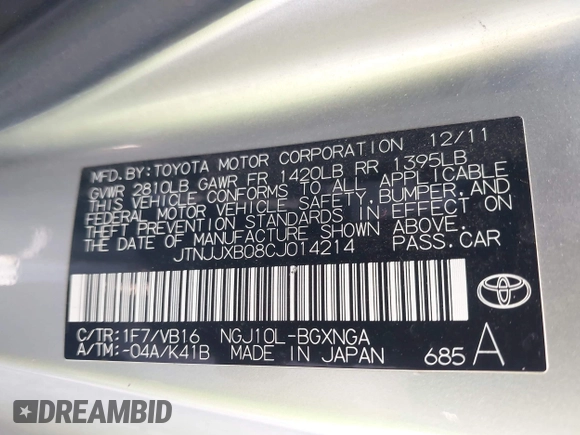 MFD. BY: TOYOTA MOTOR CORPORATION 12/11
GVWR 2810LB GAWR FR 1420LB RR 1395LB
THIS VEHICLE CONFORMS TO ALL APPLICABLE
FEDERAL MOTOR VEHICLE SAFETY, BUMPER, AND
THEFT PREVENTION STANDARDS IN EFFECT ON
THE DATE OF MANUFACTURE SHOWN ABOVE.
JTNJJXB08CJ014214 PASS. CAR
C/TR: 1F7/VB16 NGJ10L-BGXNGA
A/TM: -04A/K41B MADE IN JAPAN 685 A
DREAMBID